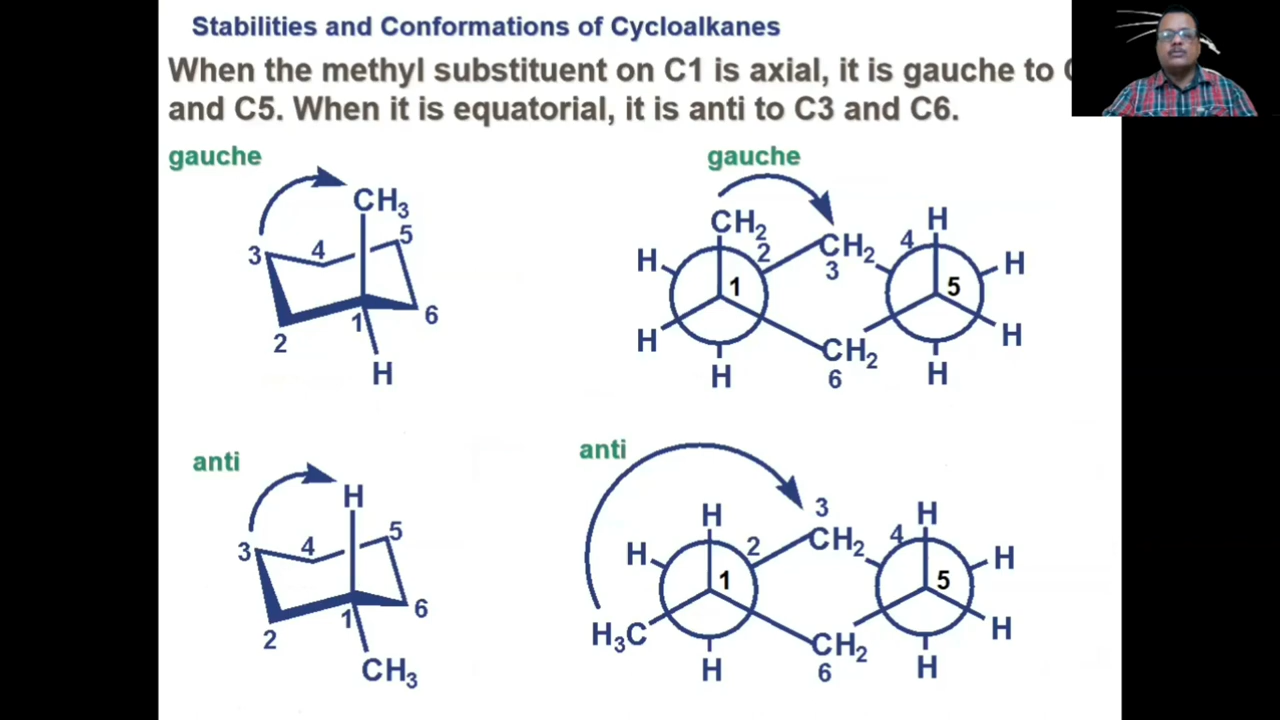 Stabilities and Conformations of Cycloalkanes
When the methyl substituent on C1 is axial, it is gauche to
and C5. When it is equatorial, it is anti to C3 and C6.
gauche
gauche
CH3
3 4 5
2 1 6
H
CH2
H 2 CH2 4 H
1 3 5 H
H CH2 H
H 6 H
anti
anti
H
3 4 5
2 1 6
CH3
H 3 H
H 2 CH2 4 H
1 5
H3C CH2 H
H 6 H